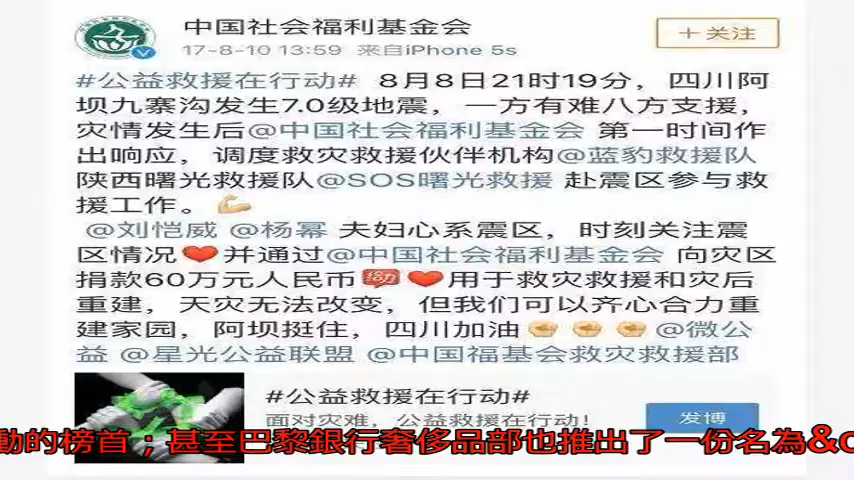 中国社会福利基金会
17-8-10 13:59 来自iPhone 5s
+关注
#公益救援在行动# 8月8日21时19分，四川阿
坝九寨沟发生7.0级地震，一方有难八方支援，
灾情发生后@中国社会福利基金会 第一时间作
出响应，调度救灾救援伙伴机构@蓝豹救援队
陕西曙光救援队@SOS曙光救援 赴震区参与救
援工作。
@刘恺威 @杨幂 夫妇心系震区，时刻关注震
区情况❤并通过@中国社会福利基金会 向灾区
捐款60万元人民币 ❤用于救灾救援和灾后
重建，天灾无法改变，但我们可以齐心合力重
建家园，阿坝挺住，四川加油✊✊✊@微公
益 @星光公益联盟 @中国福基会救灾救援部
#公益救援在行动#
面对灾难，公益救援在行动!
发博
動的榜首；甚至巴黎銀行奢侈品部也推出了一份名為&c